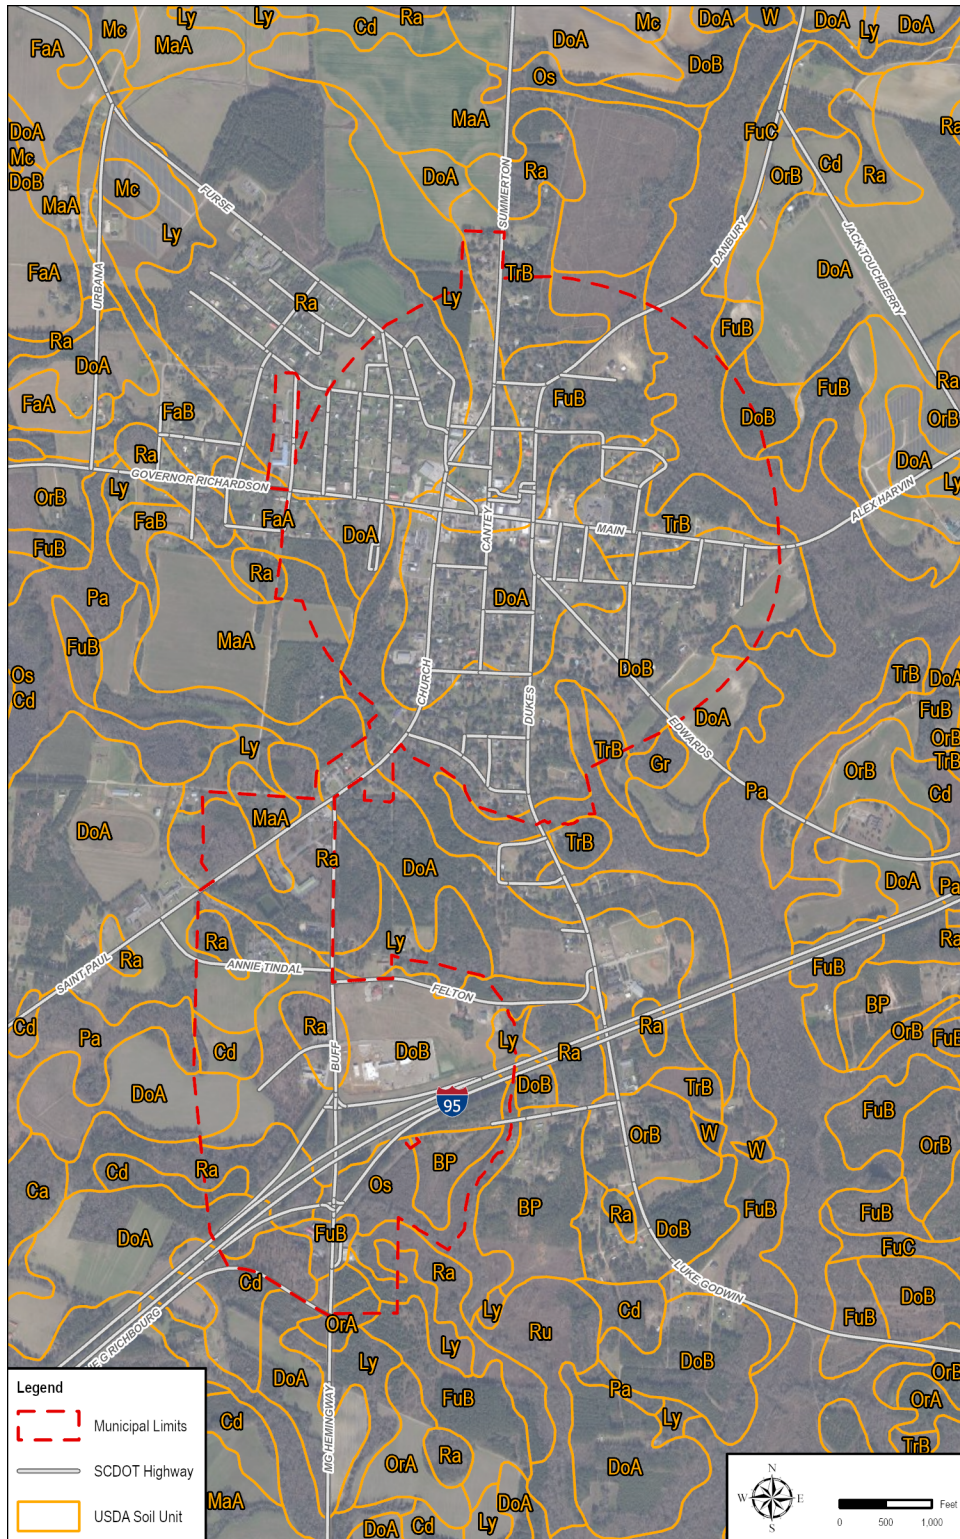 Mc
Ly
Ly
Ra
Cd
Mc
DoA
W
DoA
Ly
DoA
FaA
MaA
DoA
DoB
Os
MaA
FuC
Ra
DoA
Mc
DoB
Mc
MaA
FURSE
DoA
Ra
SUMMERTON
OrB
Cd
Ra
Ly
DANBURY
JACK TOUCHBERRY
FaA
URBANA
Ra
Ly
TrB
DoA
Ra
DoA
FuB
FaA
FaB
FuB
DoB
FuB
Ra
OrB
Ra
GOVERNOR RICHARDSON
DoA
OrB
Ly
FaB
FaA
DoA
CANTEY
MAIN
TrB
ALEX HARVIN
Ly
FuB
Ra
Pa
DoA
FuB
MaA
Os
Cd
CHURCH
DUKES
DoB
TrB
DoA
FuB
DoA
EDWARDS
OrB
TrB
Ly
TrB
Gr
Pa
OrB
Cd
MaA
DoA
Ra
DoA
TrB
DoA
Pa
Ra
Ra
Ly
Ra
SAINT PAUL
ANNIE TINDAL
FELTON
FuB
BP
Cd
Pa
Cd
Ra
BUFF
DoB
Ly
Ra
Ra
OrB
FuB
DoA
95
DoB
TrB
FuB
OrB
W
W
OrB
Ca
Cd
Ra
Os
BP
BP
Ra
DoB
FuB
FuB
DoA
FuB
FuC
Cd
Ra
LUKE GODWIN
DoB
ME G RICHBOURG
OrA
Ly
Ly
Ru
Cd
FuB
DoB
DoA
Ly
FuB
Pa
Ly
OrB
OrA
TrB
Cd
MG HEMINGWAY
OrA
Ra
DoA
MaA
DoA
Cd
Ly
DoA
Legend
Municipal Limits
SCDOT Highway
USDA Soil Unit
N
W
E
S
Feet
0
500
1,000